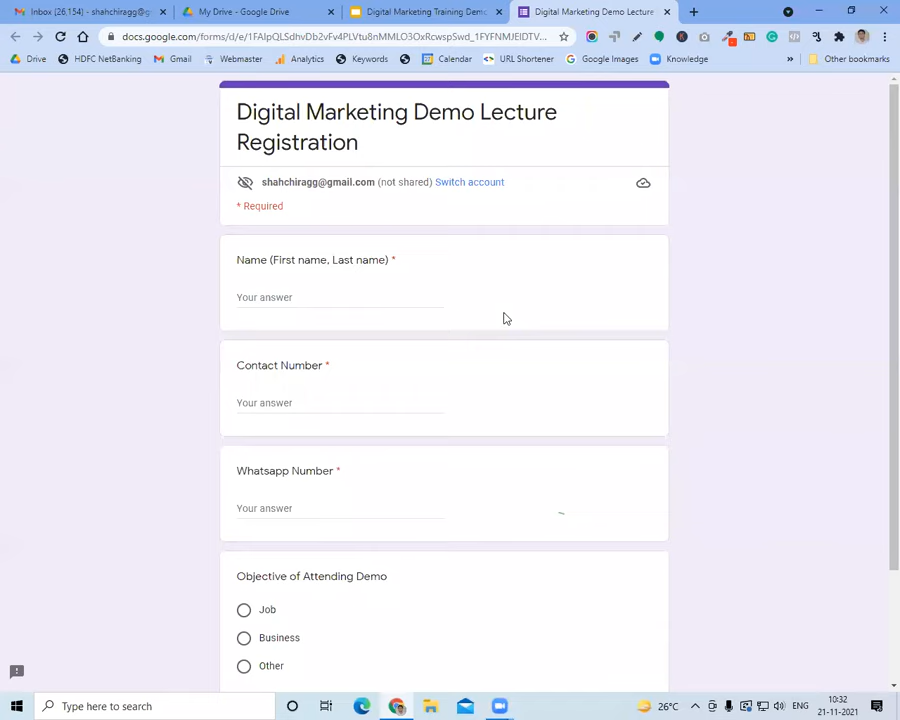 Inbox (26,154) - shahchiragg@g
My Drive - Google Drive
Digital Marketing Training Demo
Digital Marketing Demo Lecture
docs.google.com/forms/d/e/1FAIpQLSdhvDb2vFv4PLVtu8nMMLO3OxRcwspSwd_1FYFNMJEIDTV...
Drive
HDFC NetBanking
Gmail
Webmaster
Analytics
Keywords
Calendar
URL Shortener
Google Images
Knowledge
»
Other bookmarks
Digital Marketing Demo Lecture
Registration
shahchiragg@gmail.com (not shared) Switch account
* Required
Name (First name, Last name) *
Your answer
Contact Number *
Your answer
Whatsapp Number *
Your answer
Objective of Attending Demo
Job
Business
Other
Type here to search
26°C
ENG
10:32
21-11-2021